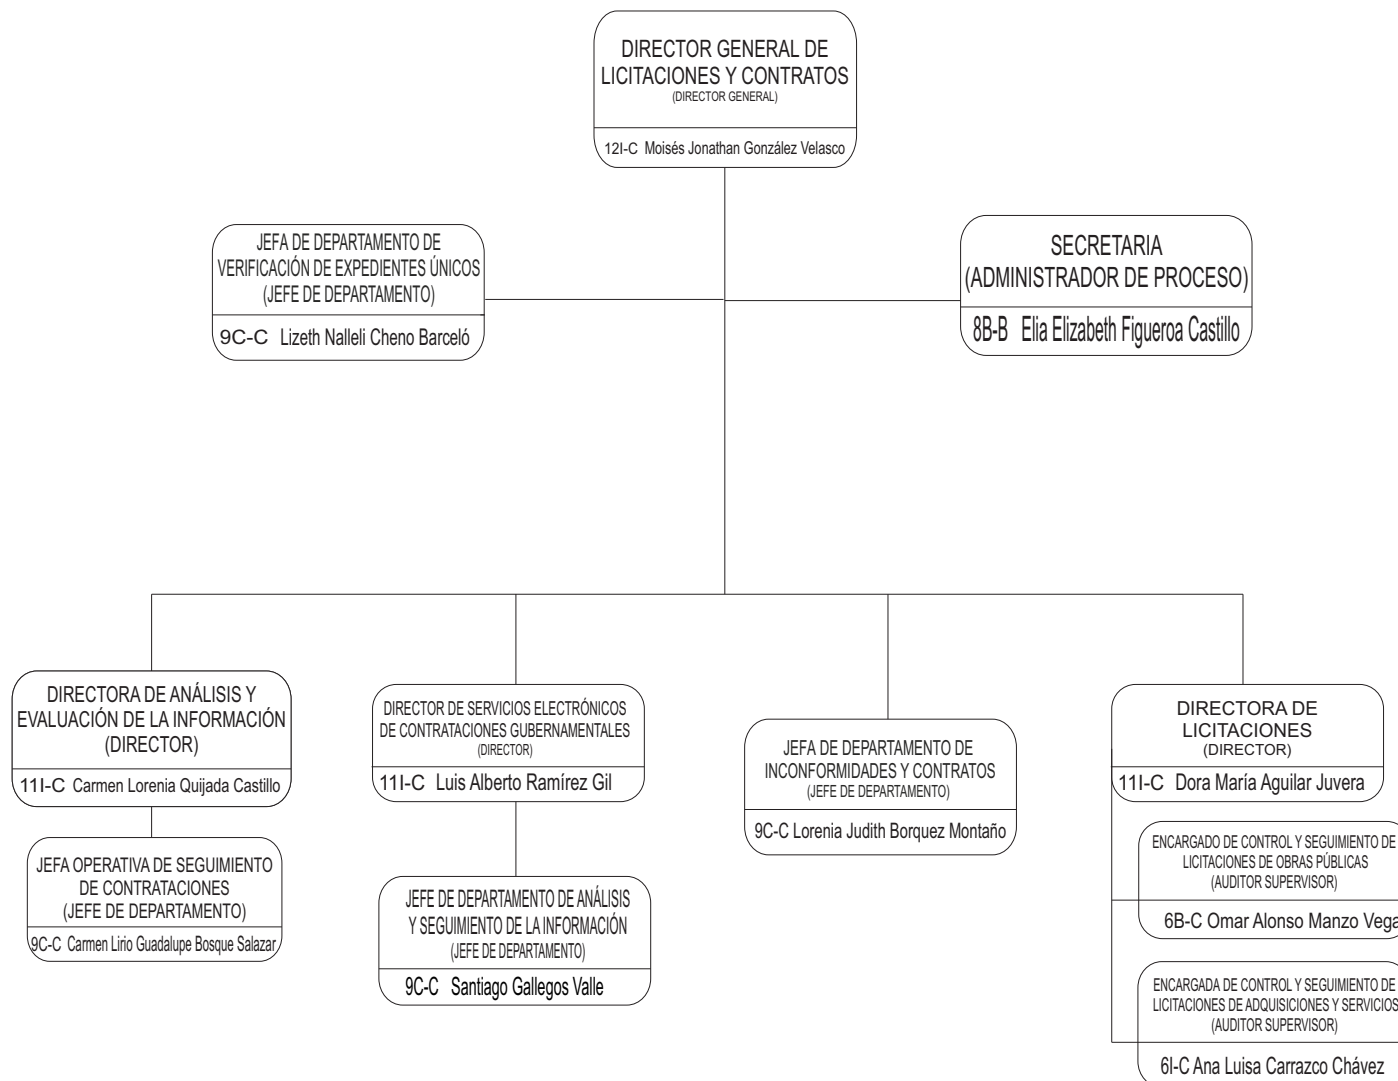 DIRECTOR GENERAL DE
LICITACIONES Y CONTRATOS
(DIRECTOR GENERAL)
12I-C Moisés Jonathan González Velasco
JEFA DE DEPARTAMENTO DE
VERIFICACIÓN DE EXPEDIENTES ÚNICOS
(JEFE DE DEPARTAMENTO)
9C-C Lizeth Nalleli Cheno Barceló
SECRETARIA
(ADMINISTRADOR DE PROCESO)
8B-B Elia Elizabeth Figueroa Castillo
DIRECTORA DE ANÁLISIS Y
EVALUACIÓN DE LA INFORMACIÓN
(DIRECTOR)
11I-C Carmen Lorenia Quijada Castillo
JEFA OPERATIVA DE SEGUIMIENTO
DE CONTRATACIONES
(JEFE DE DEPARTAMENTO)
9C-C Carmen Lirio Guadalupe Bosque Salazar
DIRECTOR DE SERVICIOS ELECTRÓNICOS
DE CONTRATACIONES GUBERNAMENTALES
(DIRECTOR)
11I-C Luis Alberto Ramírez Gil
JEFE DE DEPARTAMENTO DE ANÁLISIS
Y SEGUIMIENTO DE LA INFORMACIÓN
(JEFE DE DEPARTAMENTO)
9C-C Santiago Gallegos Valle
JEFA DE DEPARTAMENTO DE
INCONFORMIDADES Y CONTRATOS
(JEFE DE DEPARTAMENTO)
9C-C Lorenia Judith Borquez Montaño
DIRECTORA DE
LICITACIONES
(DIRECTOR)
11I-C Dora María Aguilar Juvera
ENCARGADO DE CONTROL Y SEGUIMIENTO DE
LICITACIONES DE OBRAS PÚBLICAS
(AUDITOR SUPERVISOR)
6B-C Omar Alonso Manzo Vega
ENCARGADA DE CONTROL Y SEGUIMIENTO DE
LICITACIONES DE ADQUISICIONES Y SERVICIOS
(AUDITOR SUPERVISOR)
6I-C Ana Luisa Carrazco Chávez